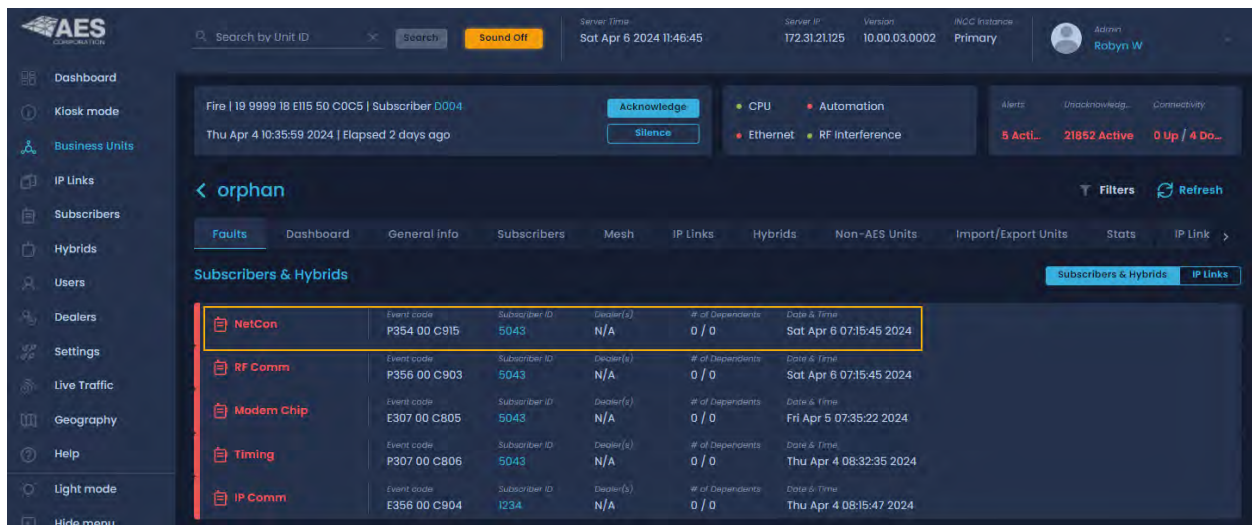 AES
CORPORATION
Search by Unit ID
Search
Sound Off
Server Time
Sat Apr 6 2024 11:46:45
Server IP
172.31.21.125
Version
10.00.03.0002
INCC Instance
Primary
Admin
Robyn W
Dashboard
Kiosk mode
Business Units
IP Links
Subscribers
Hybrids
Users
Dealers
Settings
Live Traffic
Geography
Help
Light mode
Hide menu
Fire | 19 9999 18 E115 50 C0C5 | Subscriber D004
Thu Apr 4 10:35:59 2024 | Elapsed 2 days ago
Acknowledge
Silence
CPU
Automation
Ethernet
RF Interference
Alerts
5 Acti...
Unacknowledg...
21852 Active
Connectivity
0 Up / 4 Do...
< orphan
Filters
Refresh
Faults Dashboard General info Subscribers Mesh IP Links Hybrids Non-AES Units Import/Export Units Stats IP Link >
Subscribers & Hybrids
Subscribers & Hybrids IP Links
Event code Subscriber ID Dealer(s) # of Dependents Date & Time
NetCon P354 00 C915 5043 N/A 0 / 0 Sat Apr 6 07:15:45 2024
Event code Subscriber ID Dealer(s) # of Dependents Date & Time
RF Comm P356 00 C903 5043 N/A 0 / 0 Sat Apr 6 07:15:45 2024
Event code Subscriber ID Dealer(s) # of Dependents Date & Time
Modem Chip E307 00 C805 5043 N/A 0 / 0 Fri Apr 5 07:35:22 2024
Event code Subscriber ID Dealer(s) # of Dependents Date & Time
Timing P307 00 C806 5043 N/A 0 / 0 Thu Apr 4 08:32:35 2024
Event code Subscriber ID Dealer(s) # of Dependents Date & Time
IP Comm E356 00 C904 1234 N/A 0 / 0 Thu Apr 4 08:15:47 2024